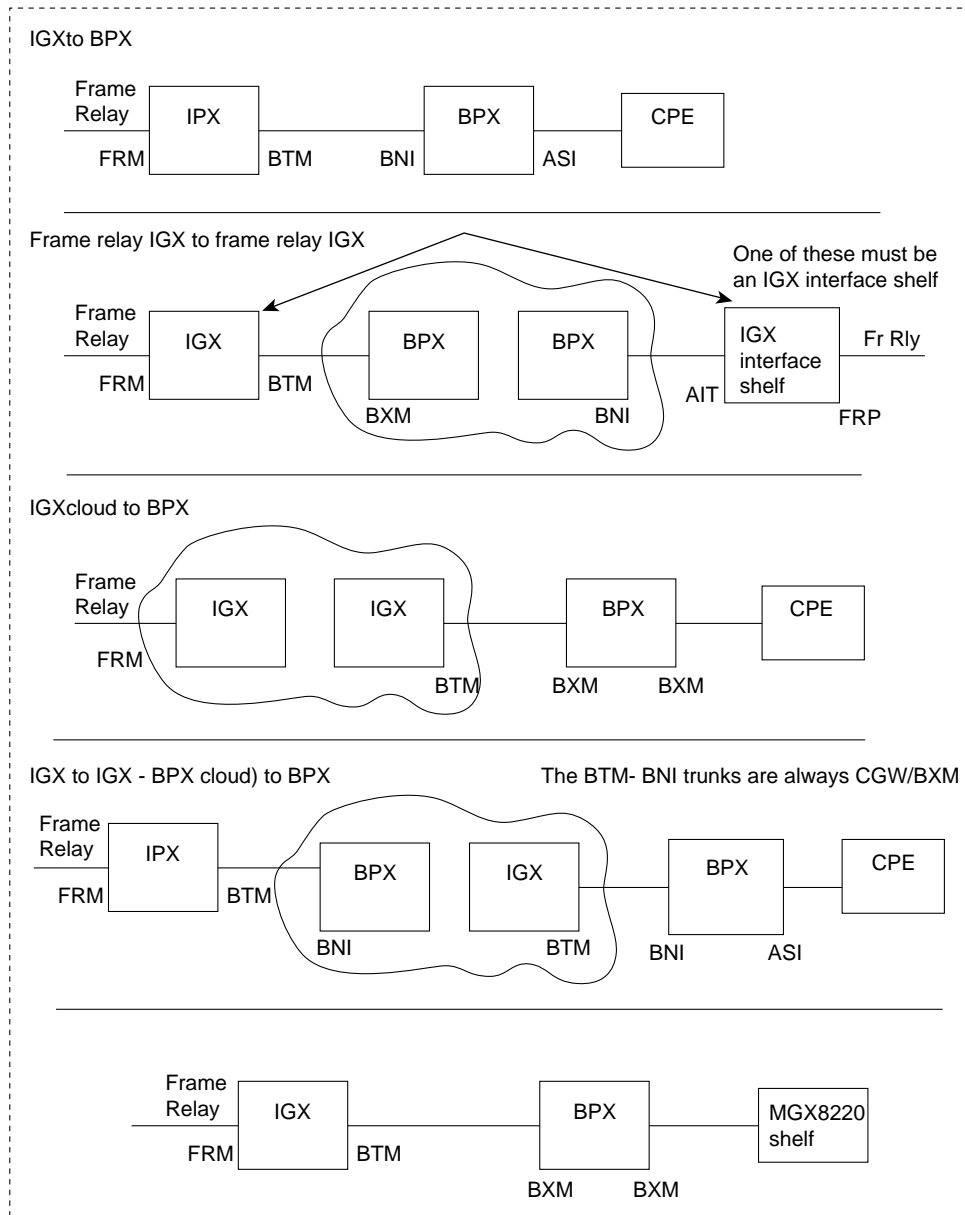 IGXto BPX
Frame
Relay
IPX
BPX
CPE
FRM
BTM
BNI
ASI
Frame relay IGX to frame relay IGX
One of these must be
an IGX interface shelf
Frame
Relay
IGX
BPX
BPX
IGX
interface
shelf
Fr Rly
FRM
BTM
BXM
BNI
AIT
FRP
IGXcloud to BPX
Frame
Relay
IGX
IGX
BPX
CPE
FRM
BTM
BXM
BXM
IGX to IGX - BPX cloud) to BPX
The BTM- BNI trunks are always CGW/BXM
Frame
Relay
IPX
BPX
IGX
BPX
CPE
FRM
BTM
BNI
BTM
BNI
ASI
Frame
Relay
IGX
BPX
MGX8220
shelf
FRM
BTM
BXM
BXM